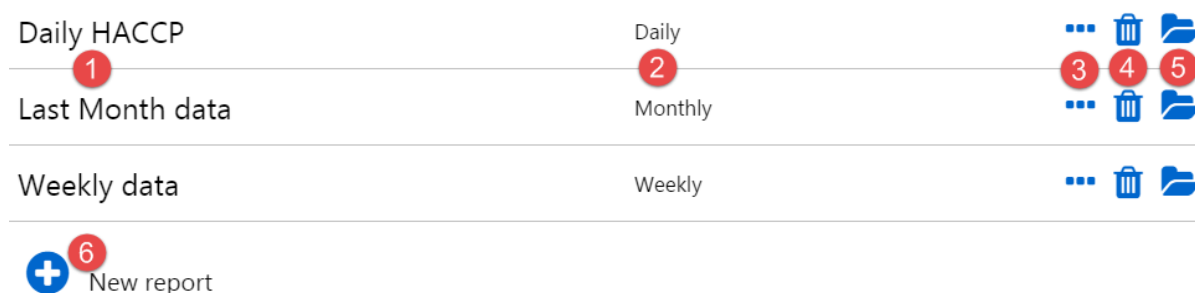 Daily HACCP Daily
1 2 3 4 5
Last Month data Monthly
Weekly data Weekly
6
New report